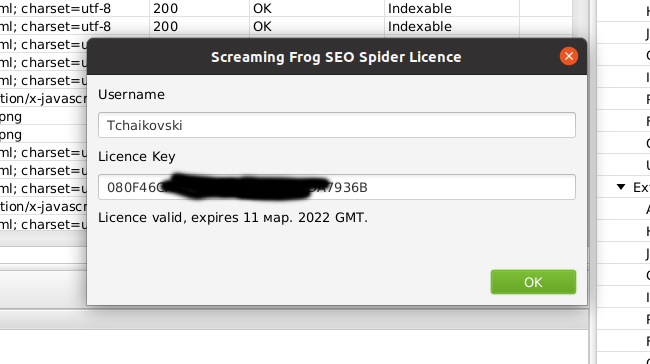 ml; charset=utf-8 200 OK Indexable
ml; charset=utf-8 200 OK Indexable
ml; charset=u
Screaming Frog SEO Spider Licence
ml; charset=u
ml; charset=u
Username
tion/x-javascr
png
Tchaikovski
png
ml; charset=u
Licence Key
ml; charset=u
ml; charset=u
080F46 A7936B
tion/x-javascr
Ext
ml; charset=u
Licence valid, expires 11 мар. 2022 GMT.
OK